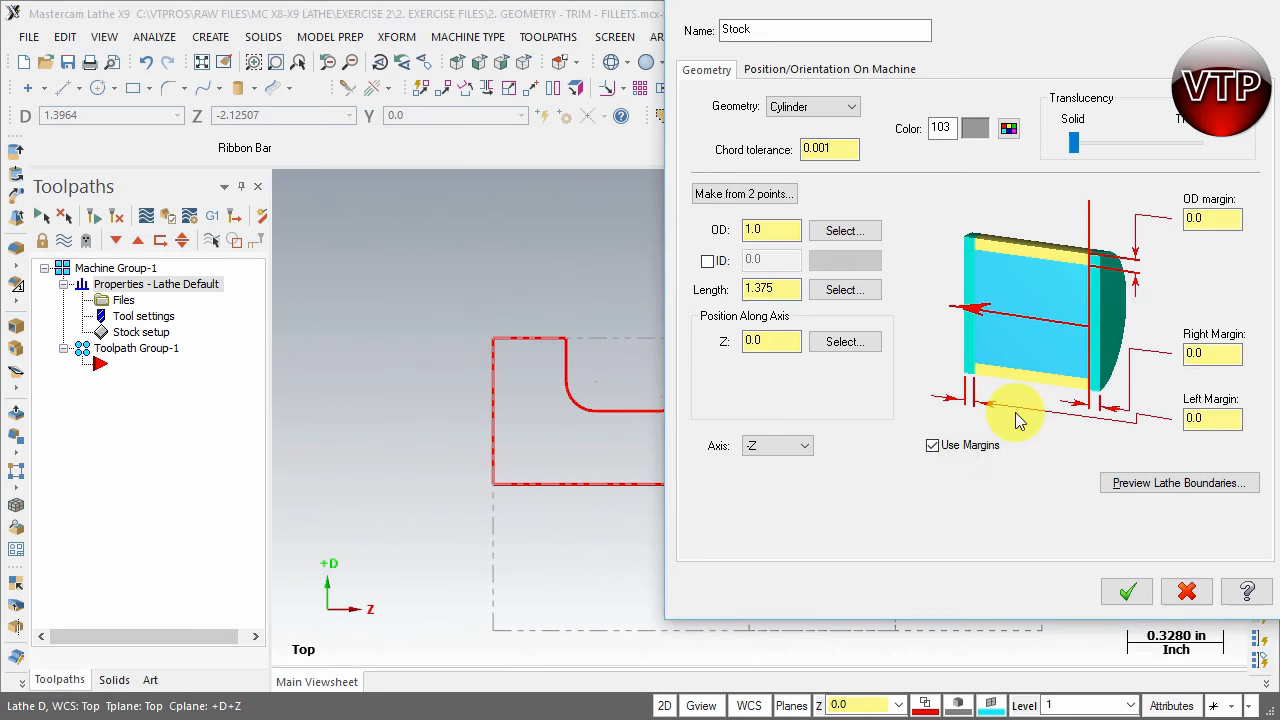 Mastercam Lathe X9 C:\VTPROS\RAW FILES\MC X8-X9 LATHE\EXERCISE 2\2. EXERCISE FILES\2. GEOMETRY - TRIM - FILLETS.mcx-
FILE EDIT VIEW ANALYZE CREATE SOLIDS MODEL PREP XFORM MACHINE TYPE TOOLPATHS SCREEN
D 1.3964 Z -2.12507 Y 0.0
Ribbon Bar
Toolpaths
G1
Machine Group-1
Properties - Lathe Default
Files
Tool settings
Stock setup
Toolpath Group-1
Toolpaths Solids Art
+D
Z
Top
Main Viewsheet
0.3280 in
Inch
Name: Stock
VTP
Geometry Position/Orientation On Machine
Geometry: Cylinder
Chord tolerance: 0.001
Color: 103
Translucency
Solid
Make from 2 points...
OD: 1.0 Select...
ID: 0.0
Length: 1.375 Select...
Position Along Axis
Z: 0.0 Select...
Axis: -Z
OD margin:
0.0
Right Margin:
0.0
Left Margin:
0.0
Use Margins
Preview Lathe Boundaries...
Lathe D, WCS: Top Tplane: Top Cplane: +D+Z
2D Gview WCS Planes Z 0.0 Level 1 Attributes